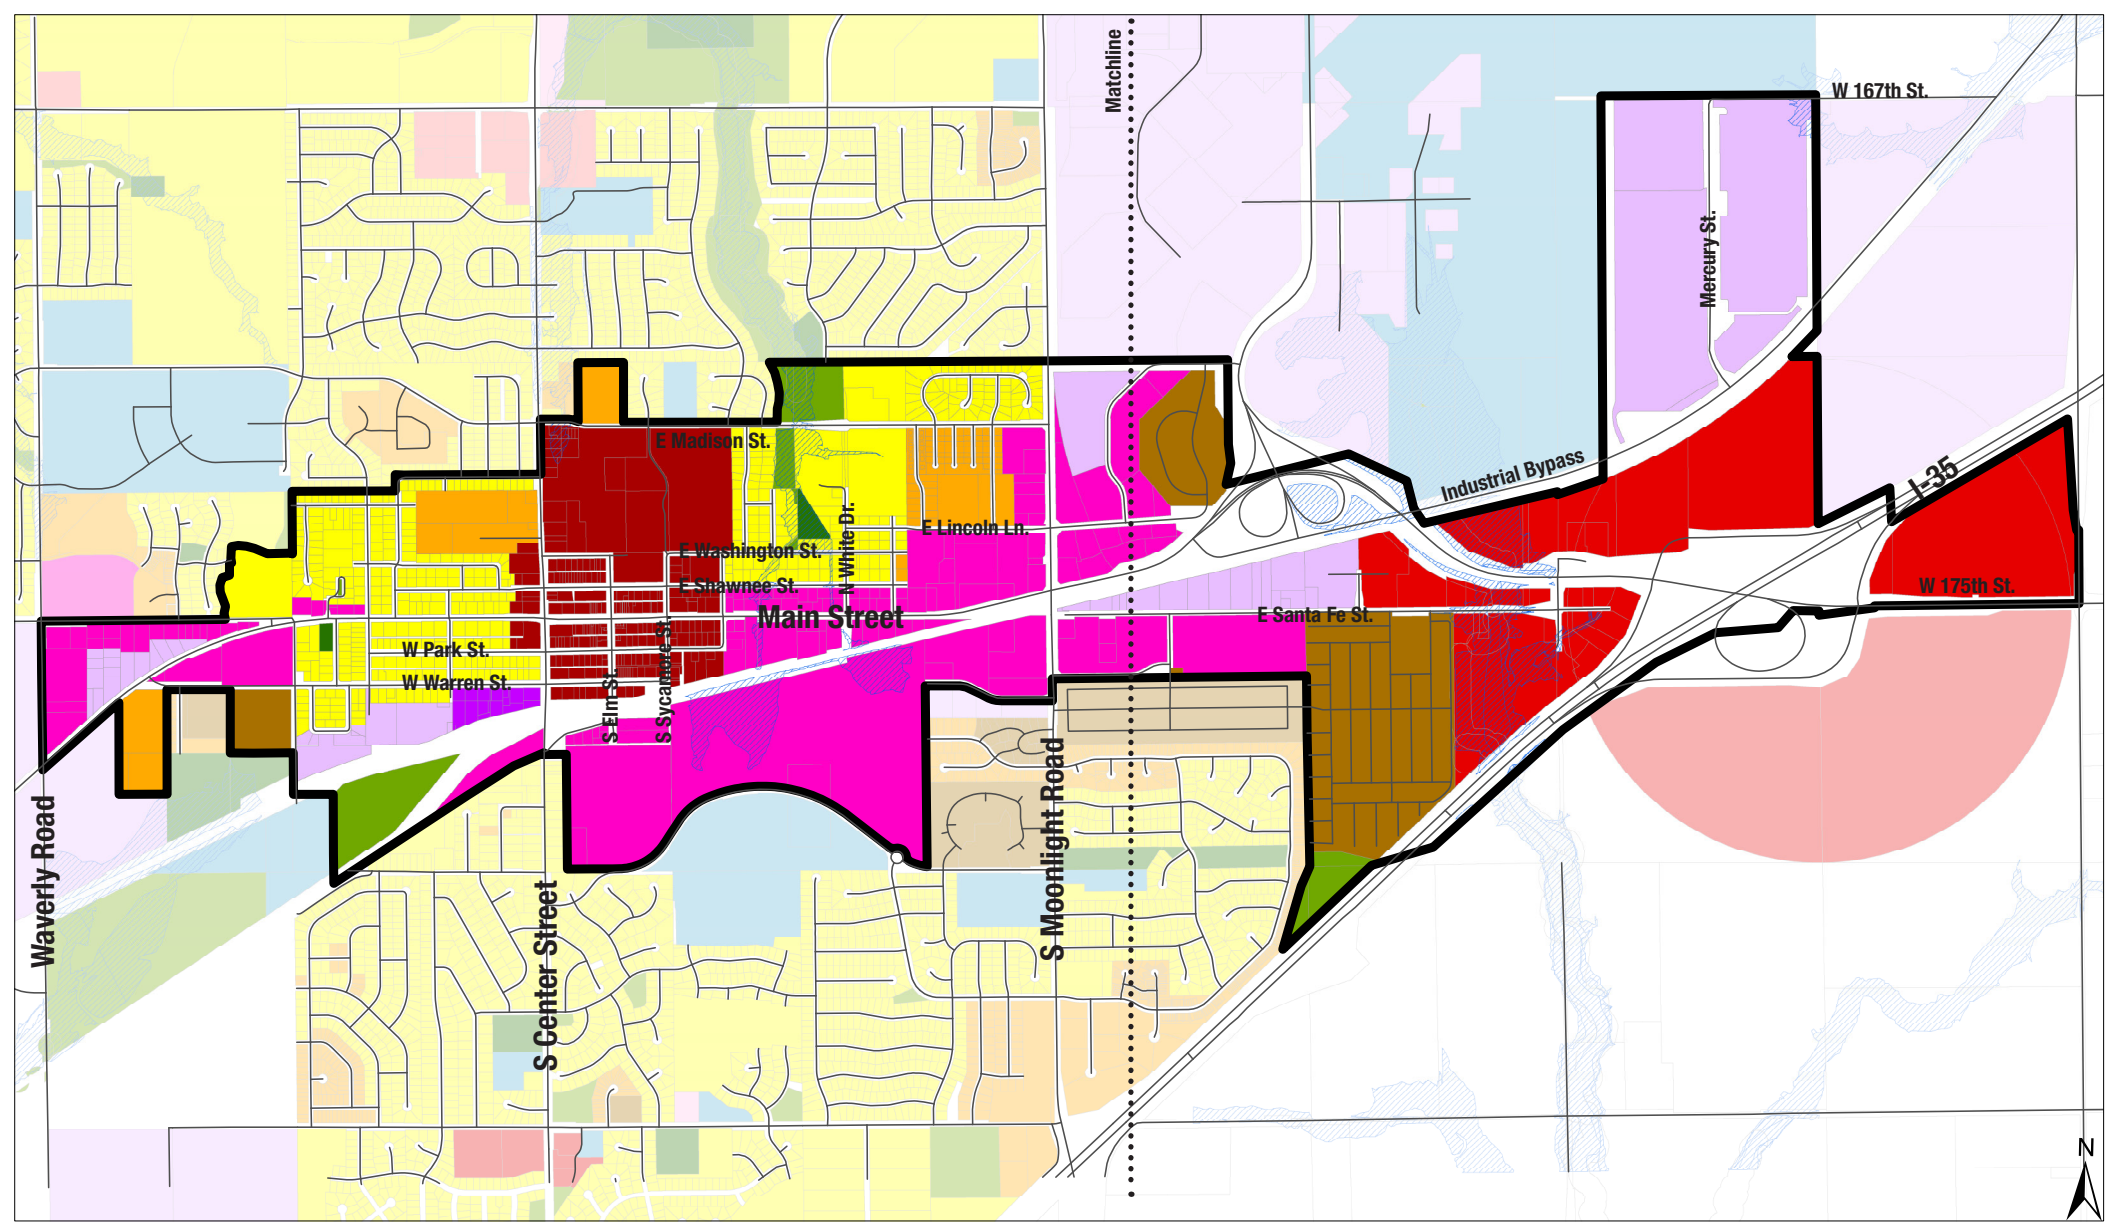 Matchline
W 167th St.
Mercury St.
E Madison St.
Industrial Bypass
I-35
E Lincoln Ln.
N White Dr.
E Washington St.
E Shawnee St.
W 175th St.
Main Street
E Santa Fe St.
W Park St.
W Warren St.
S Elm St.
S Sycamore St.
Waverly Road
S Center Street
S Moonlight Road
N